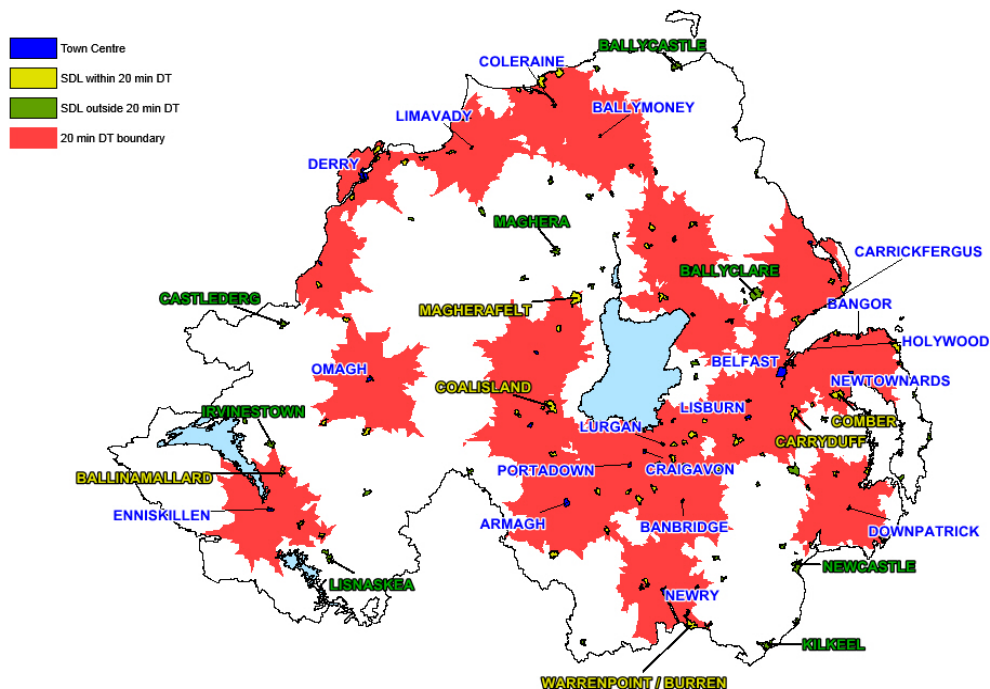 Town Centre
SDL within 20 min DT
SDL outside 20 min DT
20 min DT boundary
BALLYCASTLE
COLERAINE
BALLYMONEY
LIMAVADY
DERRY
MAGHERA
CARRICKFERGUS
BALLYCLARE
CASTLEDERG
MAGHERAFELT
BANGOR
HOLYWOOD
BELFAST
OMAGH
NEWTOWNARDS
COALISLAND
COMBER
LISBURN
IRVINESTOWN
LURGAN
CARRYDUFF
BALLINAMALLARD
PORTADOWN
CRAIGAVON
ENNISKILLEN
ARMAGH
BANBRIDGE
DOWNPATRICK
NEWCASTLE
LISNASKEA
NEWRY
KILKEEL
WARRENPOINT / BURREN